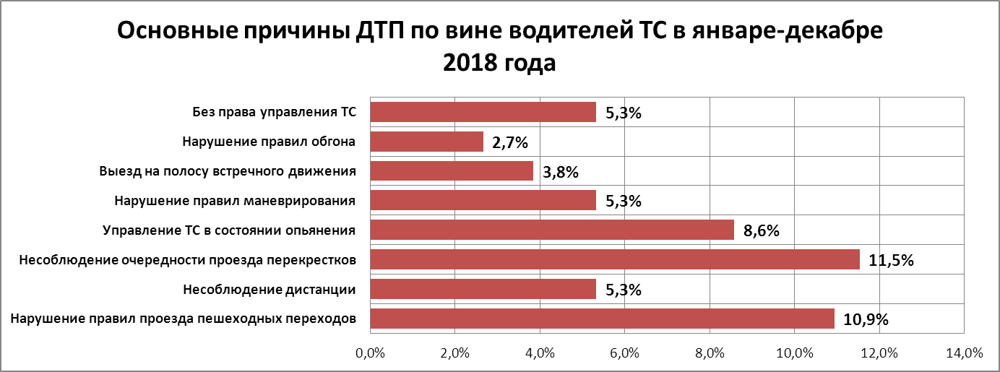 Основные причины ДТП по вине водителей ТС в январе-декабре
2018 года
Без права управления ТС
5,3%
Нарушение правил обгона
2,7%
Выезд на полосу встречного движения
3,8%
Нарушение правил маневрирования
5,3%
Управление ТС в состоянии опьянения
8,6%
Несоблюдение очередности проезда перекрестков
11,5%
Несоблюдение дистанции
5,3%
Нарушение правил проезда пешеходных переходов
10,9%
0,0% 2,0% 4,0% 6,0% 8,0% 10,0% 12,0% 14,0%